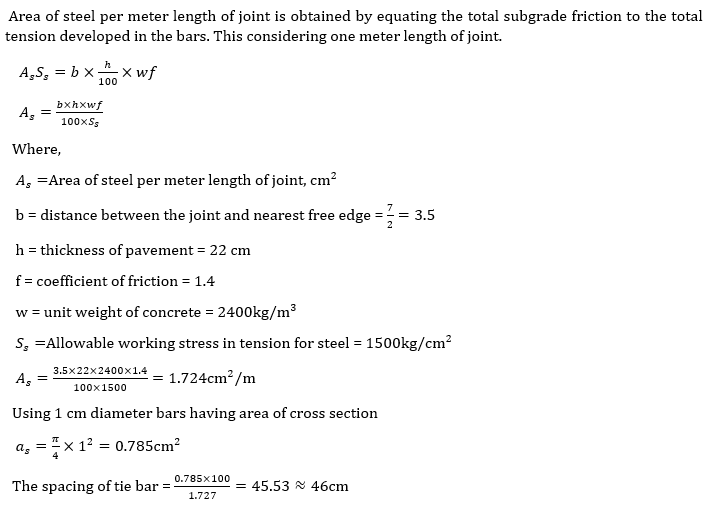 Area of steel per meter length of joint is obtained by equating the total subgrade friction to the total
tension developed in the bars. This considering one meter length of joint.
AₛSₛ = b × h/100 × wf
Aₛ = b×h×wf/100×Sₛ
Where,
Aₛ =Area of steel per meter length of joint, cm²
b = distance between the joint and nearest free edge = 7/2 = 3.5
h = thickness of pavement = 22 cm
f = coefficient of friction = 1.4
w = unit weight of concrete = 2400kg/m³
Sₛ =Allowable working stress in tension for steel = 1500kg/cm²
Aₛ = 3.5×22×2400×1.4/100×1500 = 1.724cm²/m
Using 1 cm diameter bars having area of cross section
aₛ = π/4 × 1² = 0.785cm²
The spacing of tie bar = 0.785×100/1.727 = 45.53 ≈ 46cm